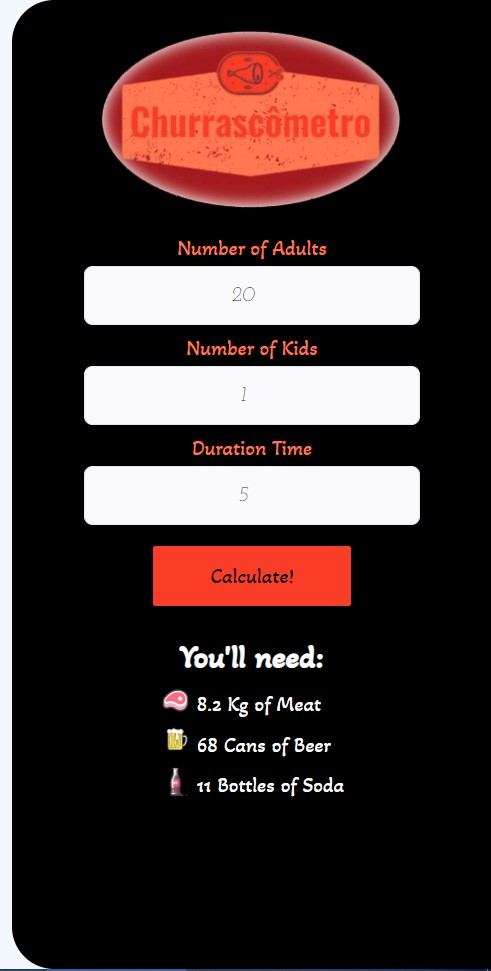 Churrascômetro
Number of Adults
20
Number of Kids
1
Duration Time
5
Calculate!
You'll need:
8.2 Kg of Meat
68 Cans of Beer
11 Bottles of Soda